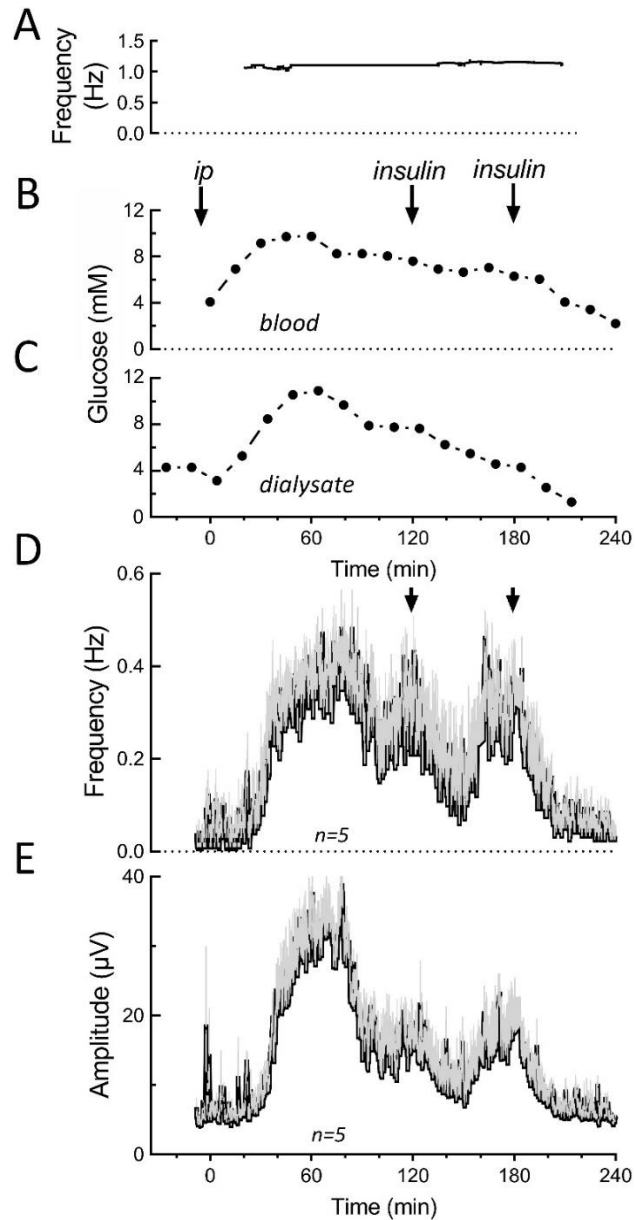 A
Frequency
(Hz)
1.5
1.0
0.5
0.0
ip
insulin
insulin
B
Glucose (mM)
12
8
4
0
blood
C
12
8
4
0
dialysate
0
60
120
180
240
Time (min)
D
Frequency (Hz)
0.6
0.4
0.2
0.0
n=5
E
Amplitude (µV)
40
20
0
n=5
0
60
120
180
240
Time (min)